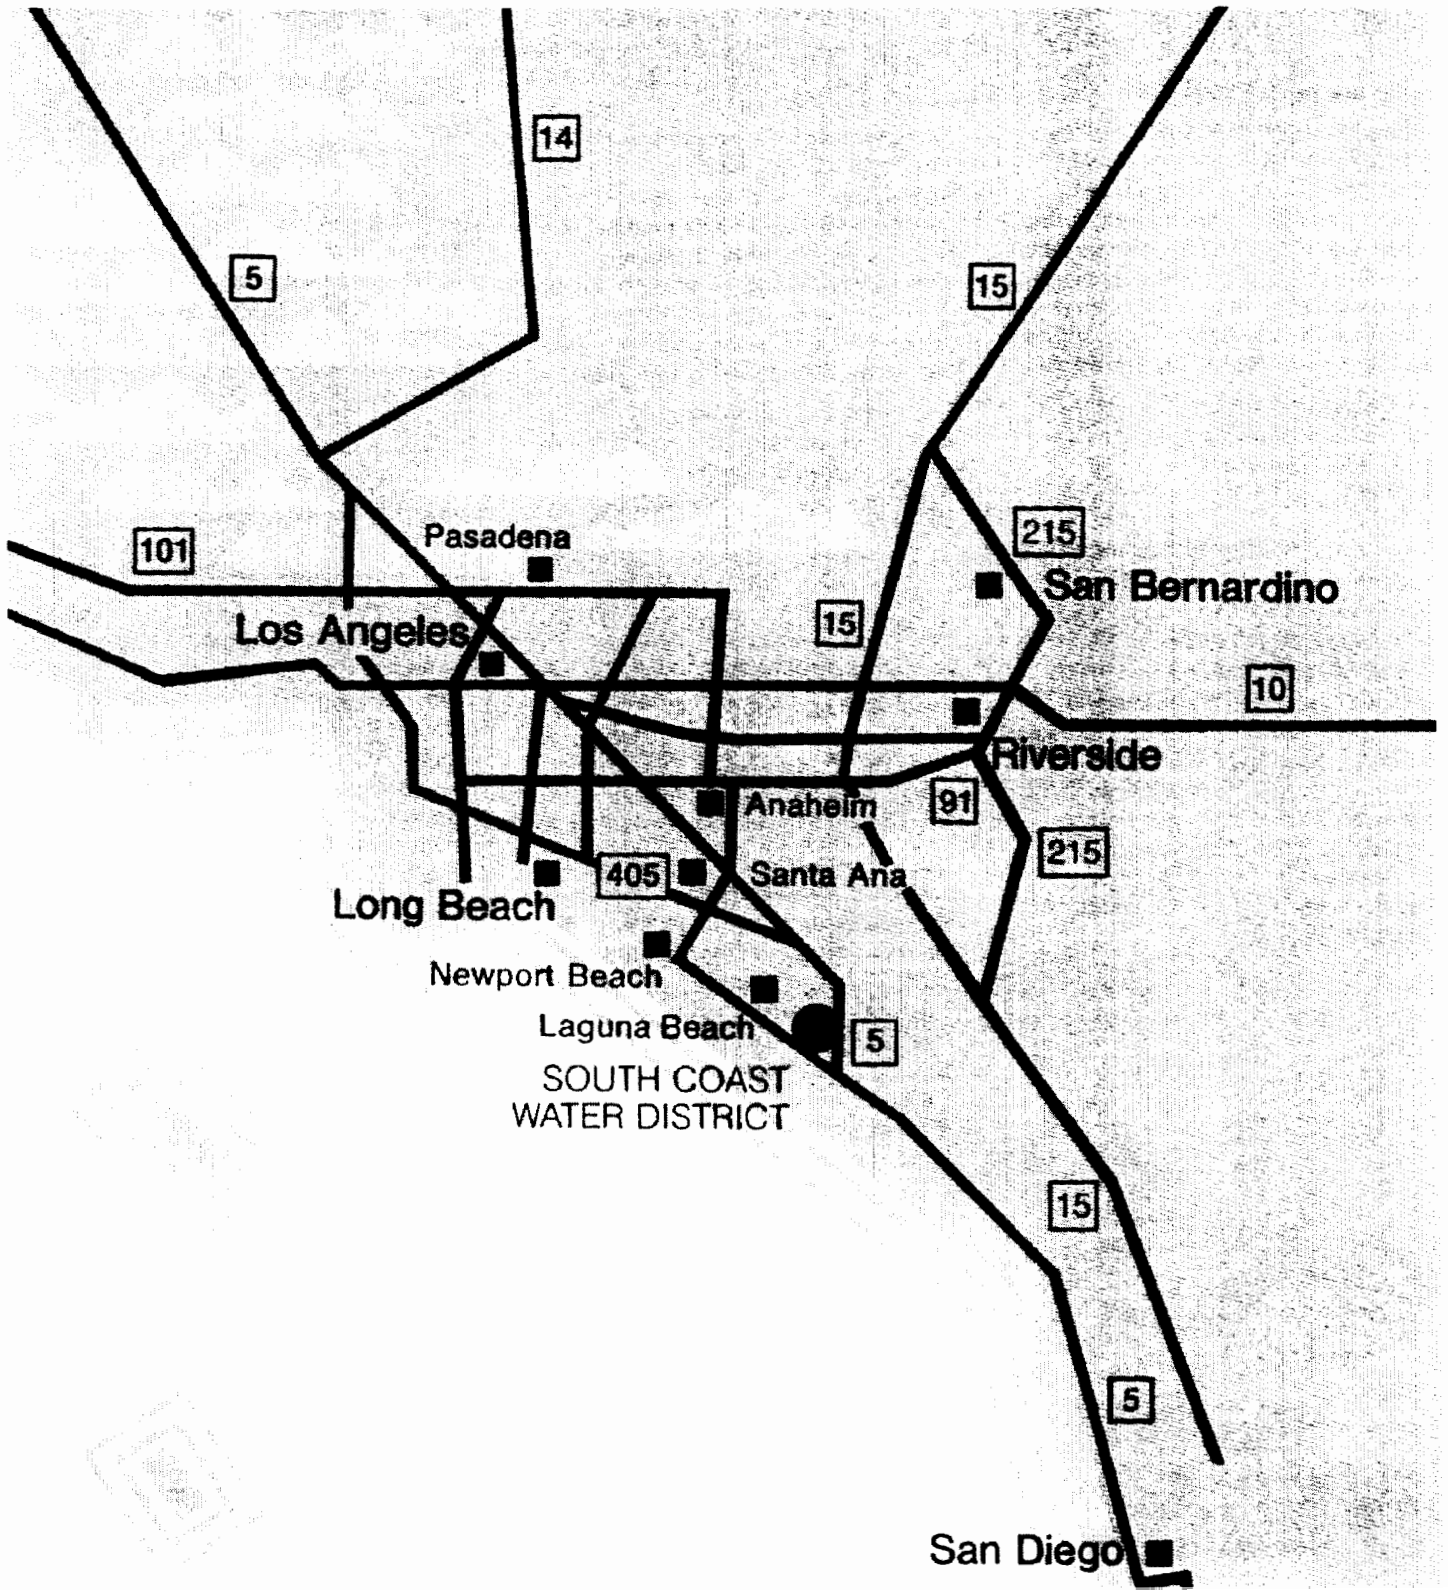 14
5
15
Pasadena
101
215
San Bernardino
Los Angeles
15
10
Riverside
Anaheim
91
405
Santa Ana
215
Long Beach
Newport Beach
Laguna Beach
5
SOUTH COAST
WATER DISTRICT
15
5
San Diego